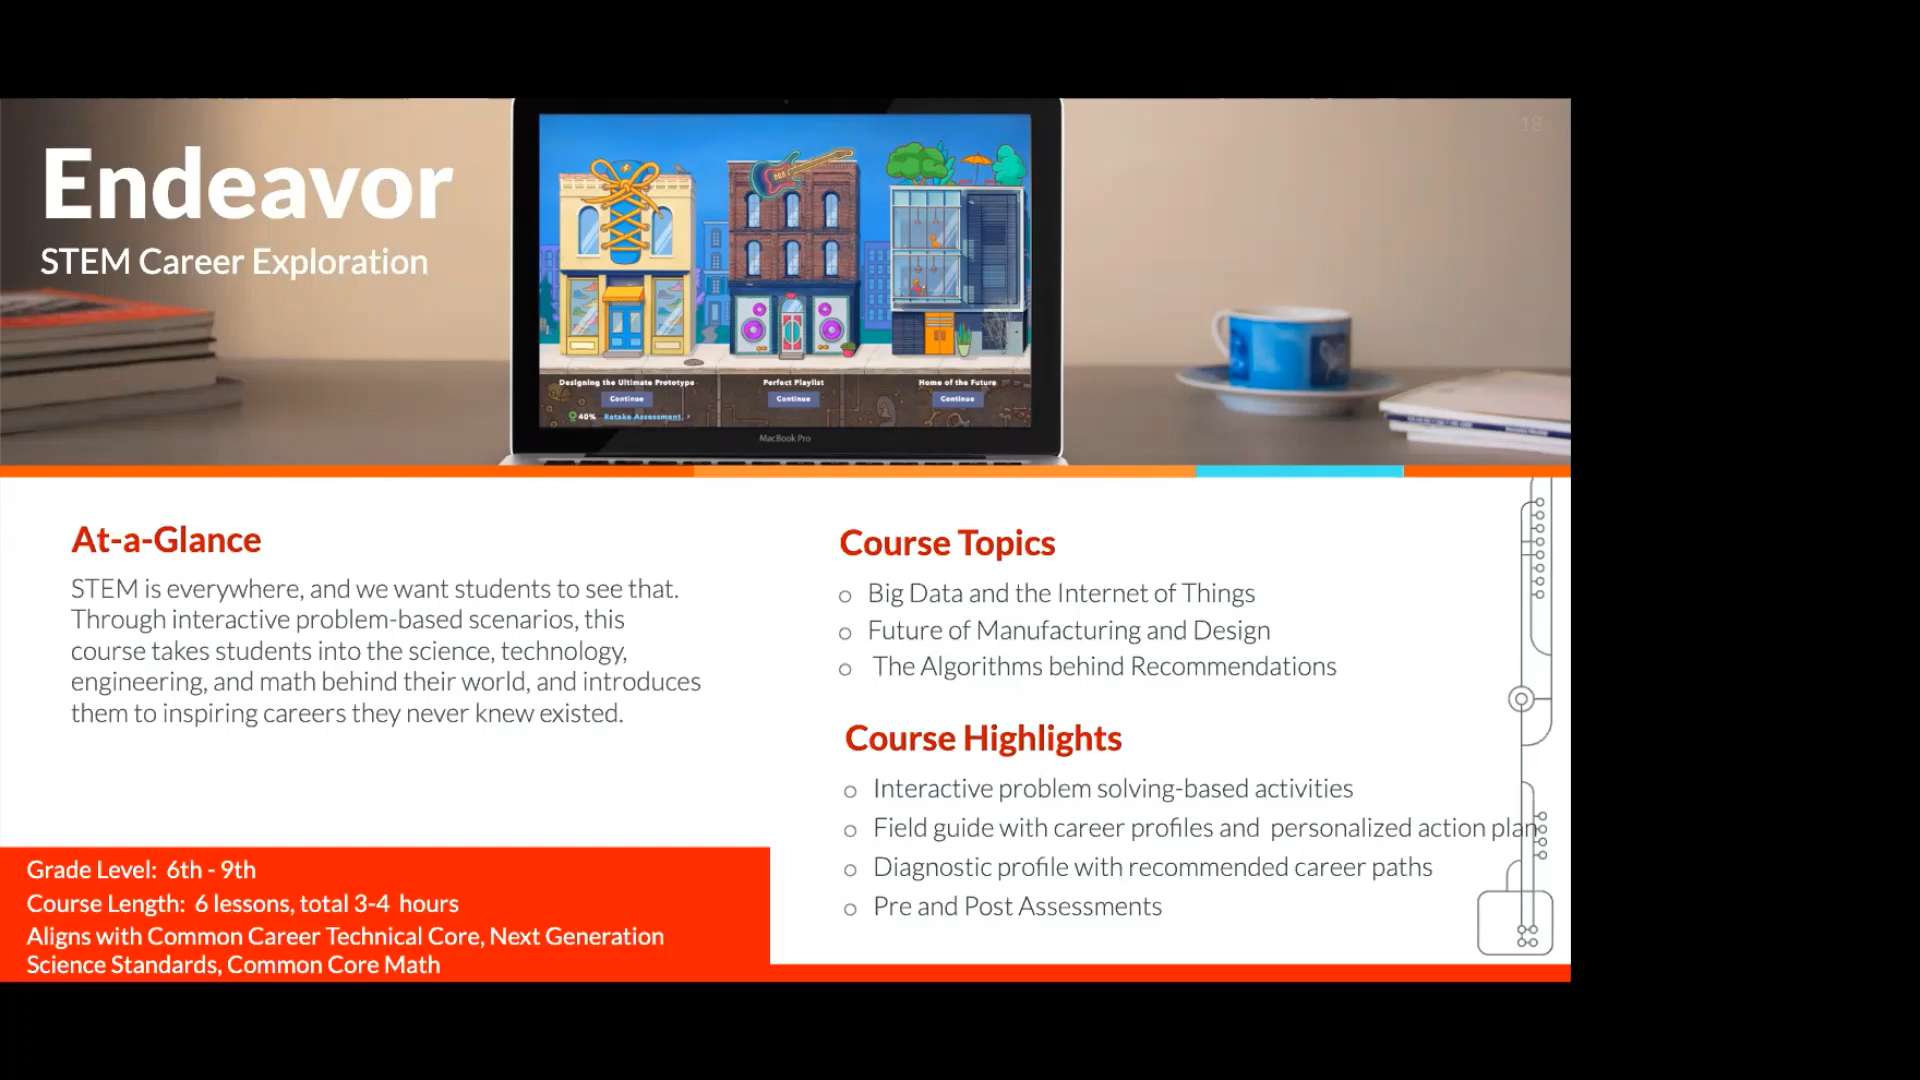 18
Endeavor
STEM Career Exploration
Designing the Ultimate Prototype
Continue
40% Retake Assessment
Perfect Playlist
Continue
Home of the Future
Continue
MacBook Pro
At-a-Glance
STEM is everywhere, and we want students to see that.
Through interactive problem-based scenarios, this
course takes students into the science, technology,
engineering, and math behind their world, and introduces
them to inspiring careers they never knew existed.
Grade Level: 6th - 9th
Course Length: 6 lessons, total 3-4 hours
Aligns with Common Career Technical Core, Next Generation
Science Standards, Common Core Math
Course Topics
Big Data and the Internet of Things
Future of Manufacturing and Design
The Algorithms behind Recommendations
Course Highlights
Interactive problem solving-based activities
Field guide with career profiles and personalized action plan
Diagnostic profile with recommended career paths
Pre and Post Assessments